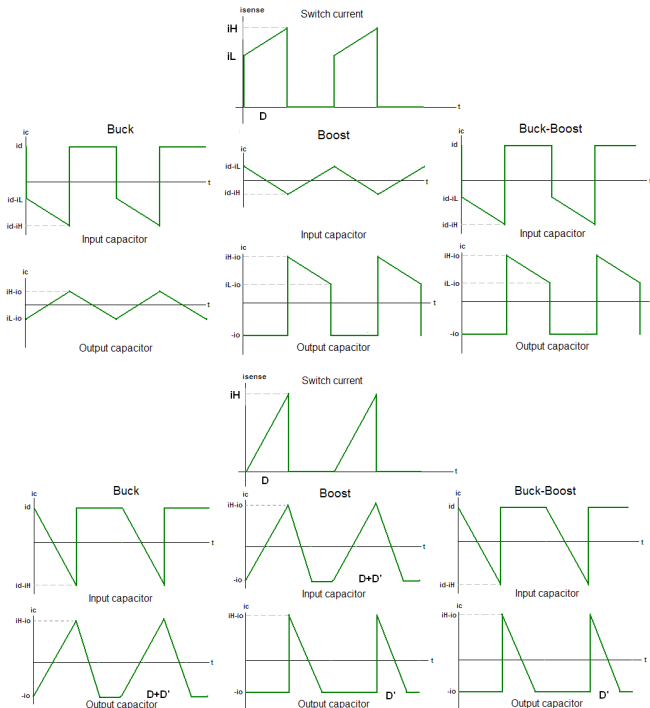 isense
Switch current
iH
iL
t
D
Buck
Boost
Buck-Boost
ic
id
t
id-iL
id-iH
Input capacitor
ic
id-iL
t
id-iH
Input capacitor
ic
id
t
id-iL
id-iH
Input capacitor
ic
iH-io
t
iL-io
Output capacitor
ic
iH-io
iL-io
t
-io
Output capacitor
ic
iH-io
iL-io
t
-io
Output capacitor
isense
Switch current
iH
t
D
Buck
Boost
Buck-Boost
ic
id
t
id-iH
Input capacitor
ic
iH-io
t
-io
D+D'
Input capacitor
ic
id
t
id-iH
Input capacitor
ic
iH-io
t
-io
D+D'
Output capacitor
ic
iH-io
t
-io
D'
Output capacitor
ic
iH-io
t
-io
D'
Output capacitor